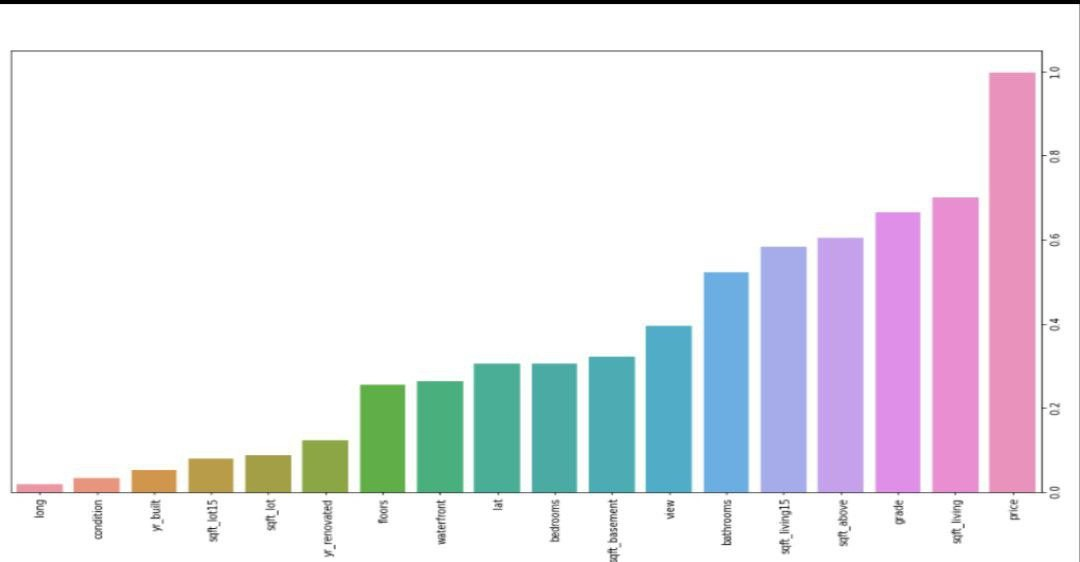 1.0
0.8
0.6
0.4
0.2
0.0
long
condition
yr_built
sqft_lot15
sqft_lot
yr_renovated
floors
waterfront
lat
bedrooms
sqft_basement
view
bathrooms
sqft_living15
sqft_above
grade
sqft_living
price